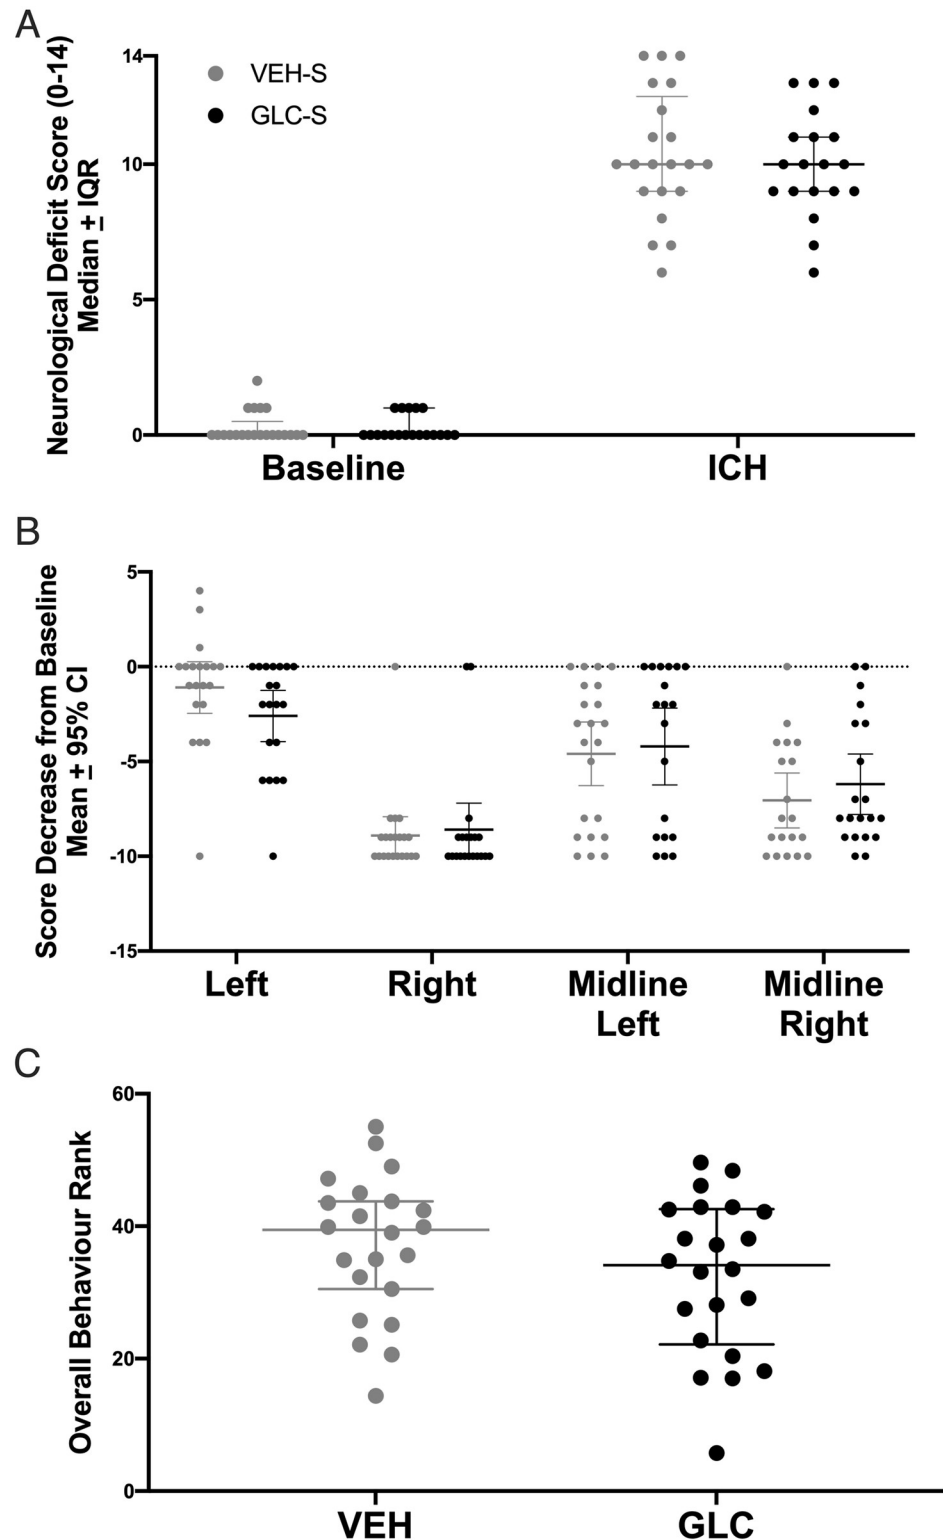 A
Neurological Deficit Score (0-14)
Median ± IQR
14
10
5
0
VEH-S
GLC-S
Baseline
ICH
B
Score Decrease from Baseline
Mean ± 95% CI
5
0
-5
-10
-15
Left
Right
Midline
Left
Midline
Right
C
Overall Behaviour Rank
60
40
20
0
VEH
GLC